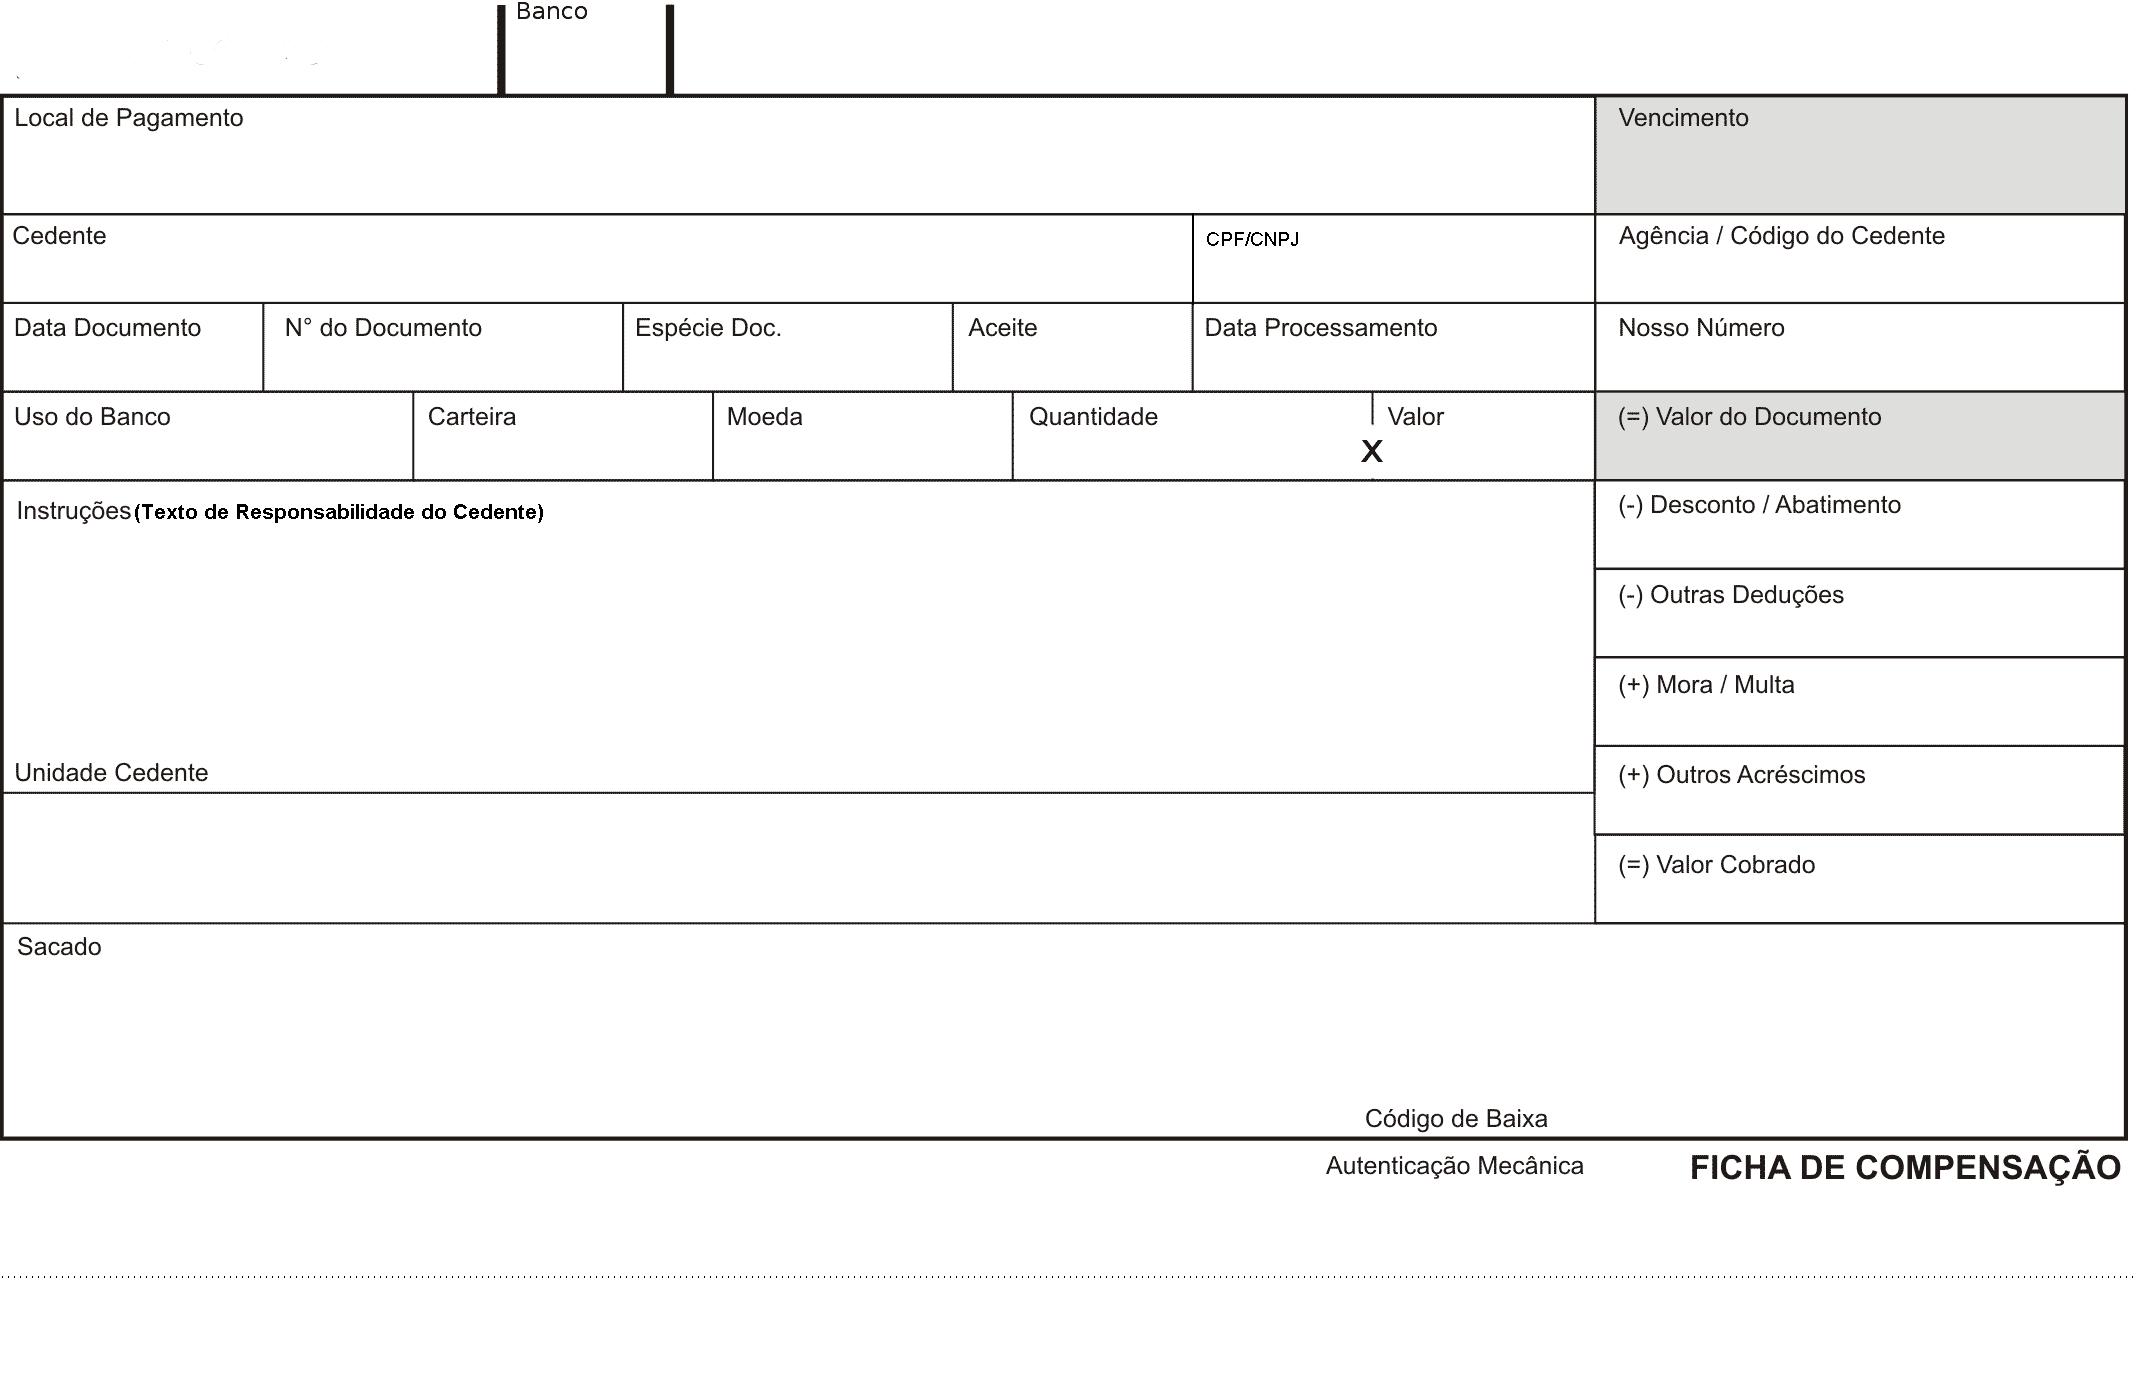 Banco
Local de Pagamento Vencimento
Cedente CPF/CNPJ Agência / Código do Cedente
Data Documento N° do Documento Espécie Doc. Aceite Data Processamento Nosso Número
Uso do Banco Carteira Moeda Quantidade Valor (=) Valor do Documento
X
Instruções(Texto de Responsabilidade do Cedente) (-) Desconto / Abatimento
(-) Outras Deduções
(+) Mora / Multa
Unidade Cedente (+) Outros Acréscimos
(=) Valor Cobrado
Sacado
Código de Baixa
Autenticação Mecânica FICHA DE COMPENSAÇÃO